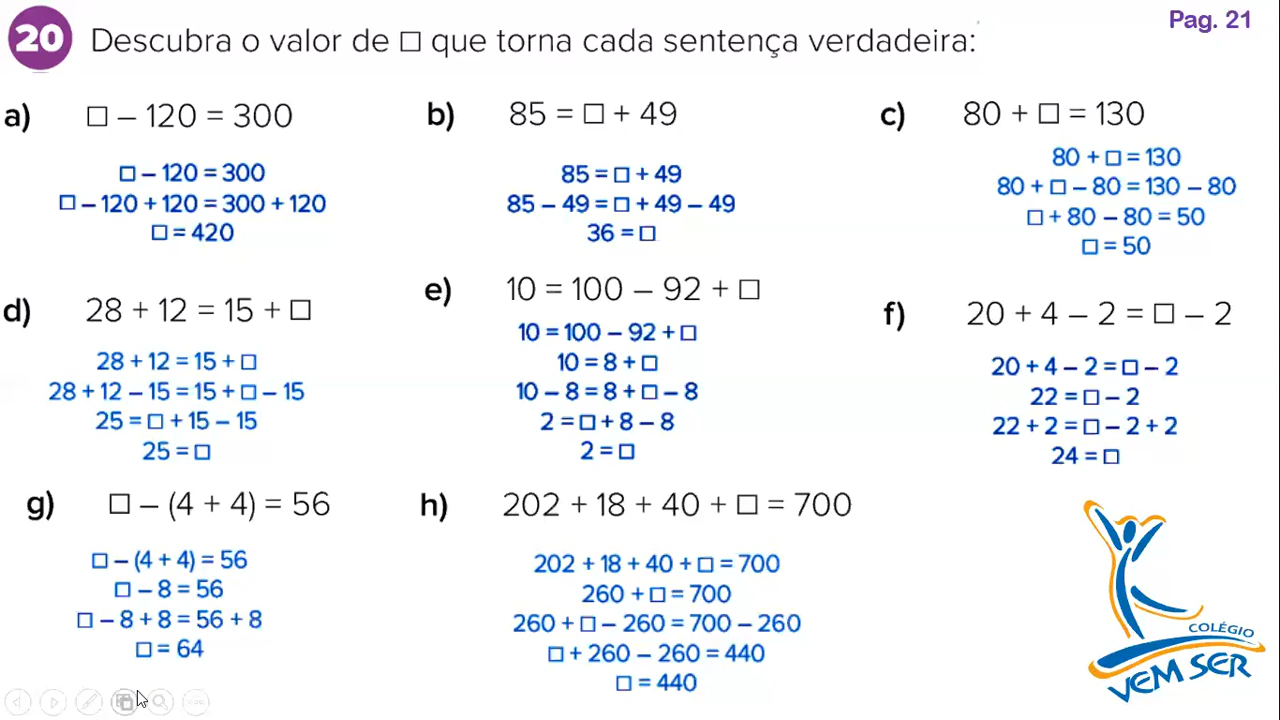 Pag. 21
20 Descubra o valor de □ que torna cada sentença verdadeira:
a) □ – 120 = 300
□ – 120 = 300
□ – 120 + 120 = 300 + 120
□ = 420
b) 85 = □ + 49
85 = □ + 49
85 – 49 = □ + 49 – 49
36 = □
c) 80 + □ = 130
80 + □ = 130
80 + □ – 80 = 130 – 80
□ + 80 – 80 = 50
□ = 50
d) 28 + 12 = 15 + □
28 + 12 = 15 + □
28 + 12 – 15 = 15 + □ – 15
25 = □ + 15 – 15
25 = □
e) 10 = 100 – 92 + □
10 = 100 – 92 + □
10 = 8 + □
10 – 8 = 8 + □ – 8
2 = □ + 8 – 8
2 = □
f) 20 + 4 – 2 = □ – 2
20 + 4 – 2 = □ – 2
22 = □ – 2
22 + 2 = □ – 2 + 2
24 = □
g) □ – (4 + 4) = 56
□ – (4 + 4) = 56
□ – 8 = 56
□ – 8 + 8 = 56 + 8
□ = 64
h) 202 + 18 + 40 + □ = 700
202 + 18 + 40 + □ = 700
260 + □ = 700
260 + □ – 260 = 700 – 260
□ + 260 – 260 = 440
□ = 440
COLÉGIO
VEM SER